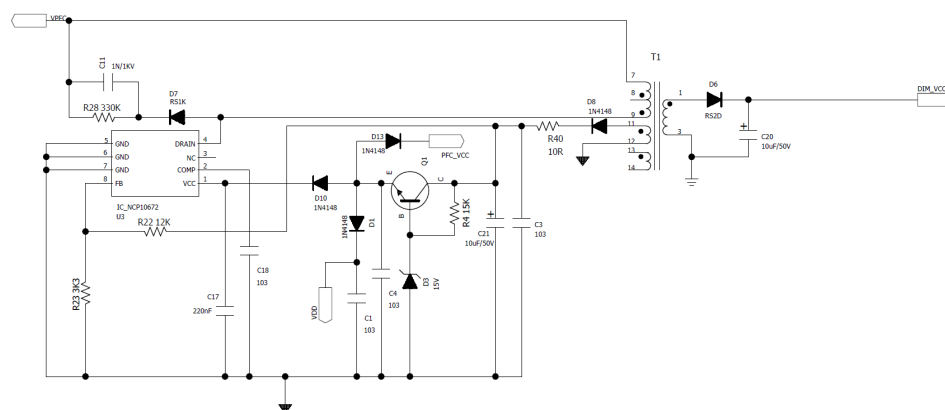 VPFC
T1
C11
1N/1KV
7
8
9
11
12
13
14
1
3
D6
RS2D
DIM_VCC
C20
10uF/50V
D7
RS1K
R28 330K
D8
1N4148
R40
10R
D13
1N4148
PFC_VCC
5
6
7
8
GND
GND
GND
FB
DRAIN
NC
COMP
VCC
4
3
2
1
IC_NCP10672
U3
Q1
E
C
B
D10
1N4148
1N4148
D1
R4 15K
C21
10uF/50V
C3
103
R22 12K
C18
103
R23 3K3
C17
220nF
VDD
C1
103
C4
103
D3
15V